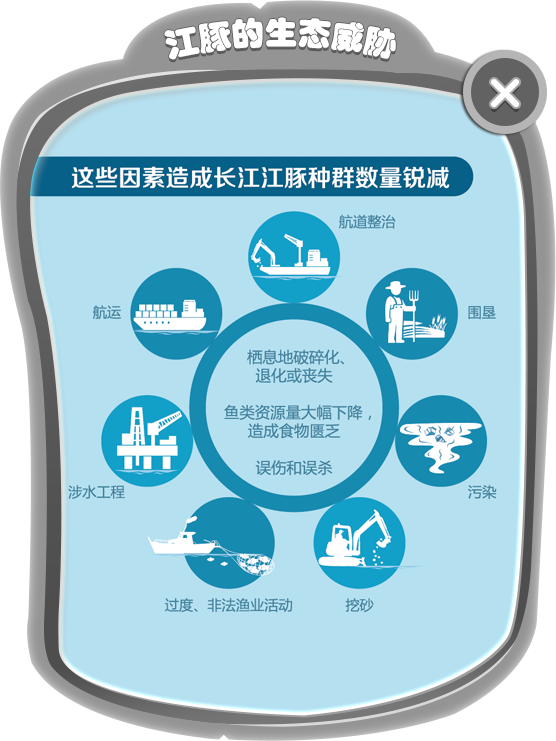 江豚的生态威胁
这些因素造成长江江豚种群数量锐减
航道整治
航运
围垦
栖息地破碎化、
退化或丧失
鱼类资源量大幅下降，
造成食物匮乏
误伤和误杀
涉水工程
污染
过度、非法渔业活动
挖砂